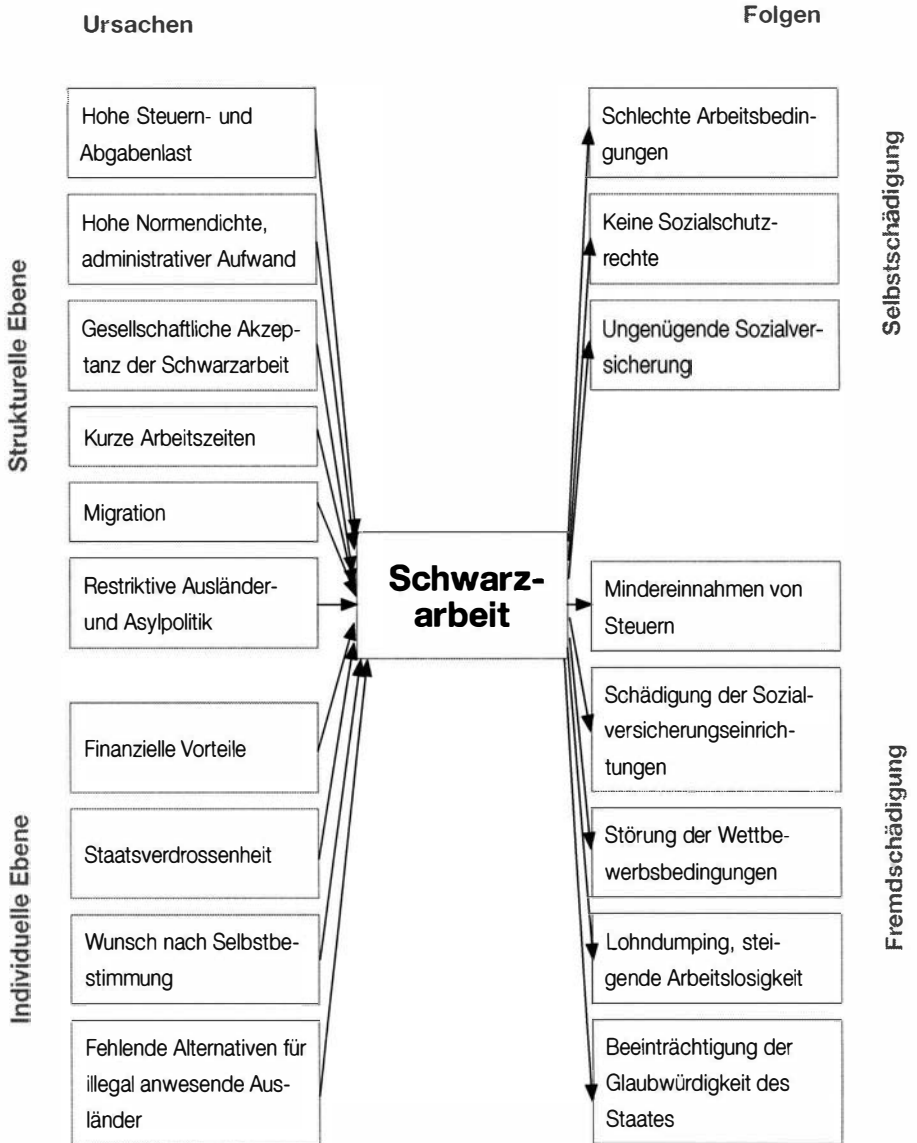 Ursachen
Folgen
Strukturelle Ebene
Hohe Steuern- und
Abgabenlast
Hohe Normendichte,
administrativer Aufwand
Gesellschaftliche Akzep-
tanz der Schwarzarbeit
Kurze Arbeitszeiten
Migration
Restriktive Ausländer-
und Asylpolitik
Individuelle Ebene
Finanzielle Vorteile
Staatsverdrossenheit
Wunsch nach Selbstbe-
stimmung
Fehlende Alternativen für
illegal anwesende Aus-
länder
Schwarz-
arbeit
Selbstschädigung
Schlechte Arbeitsbedin-
gungen
Keine Sozialschutz-
rechte
Ungenügende Sozialver-
sicherung
Fremdschädigung
Mindereinnahmen von
Steuern
Schädigung der Sozial-
versicherungseinrich-
tungen
Störung der Wettbe-
werbsbedingungen
Lohndumping, stei-
gende Arbeitslosigkeit
Beeinträchtigung der
Glaubwürdigkeit des
Staates